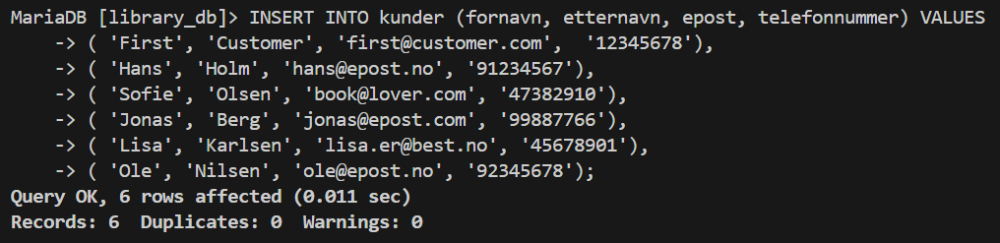 MariaDB [library_db]> INSERT INTO kunder (fornavn, etternavn, epost, telefonnummer) VALUES
    -> ( 'First', 'Customer', 'first@customer.com',  '12345678'),
    -> ( 'Hans', 'Holm', 'hans@epost.no', '91234567'),
    -> ( 'Sofie', 'Olsen', 'book@lover.com', '47382910'),
    -> ( 'Jonas', 'Berg', 'jonas@epost.com', '99887766'),
    -> ( 'Lisa', 'Karlsen', 'lisa.er@best.no', '45678901'),
    -> ( 'Ole', 'Nilsen', 'ole@epost.no', '92345678');
Query OK, 6 rows affected (0.011 sec)
Records: 6  Duplicates: 0  Warnings: 0